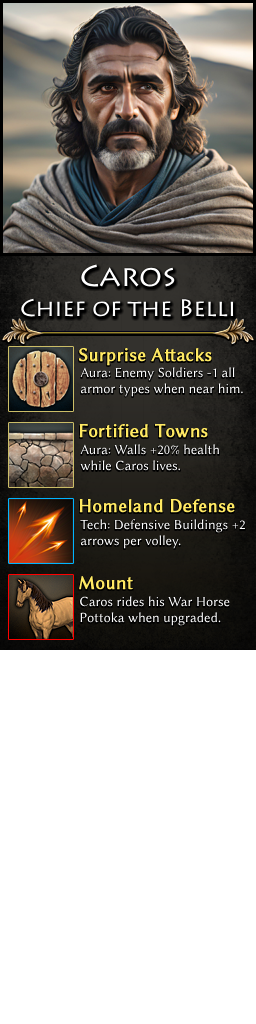 Caros
Chief of the Belli
Surprise Attacks
Aura: Enemy Soldiers -1 all
armor types when near him.
Fortified Towns
Aura: Walls +20% health
while Caros lives.
Homeland Defense
Tech: Defensive Buildings +2
arrows per volley.
Mount
Caros rides his War Horse
Pottoka when upgraded.